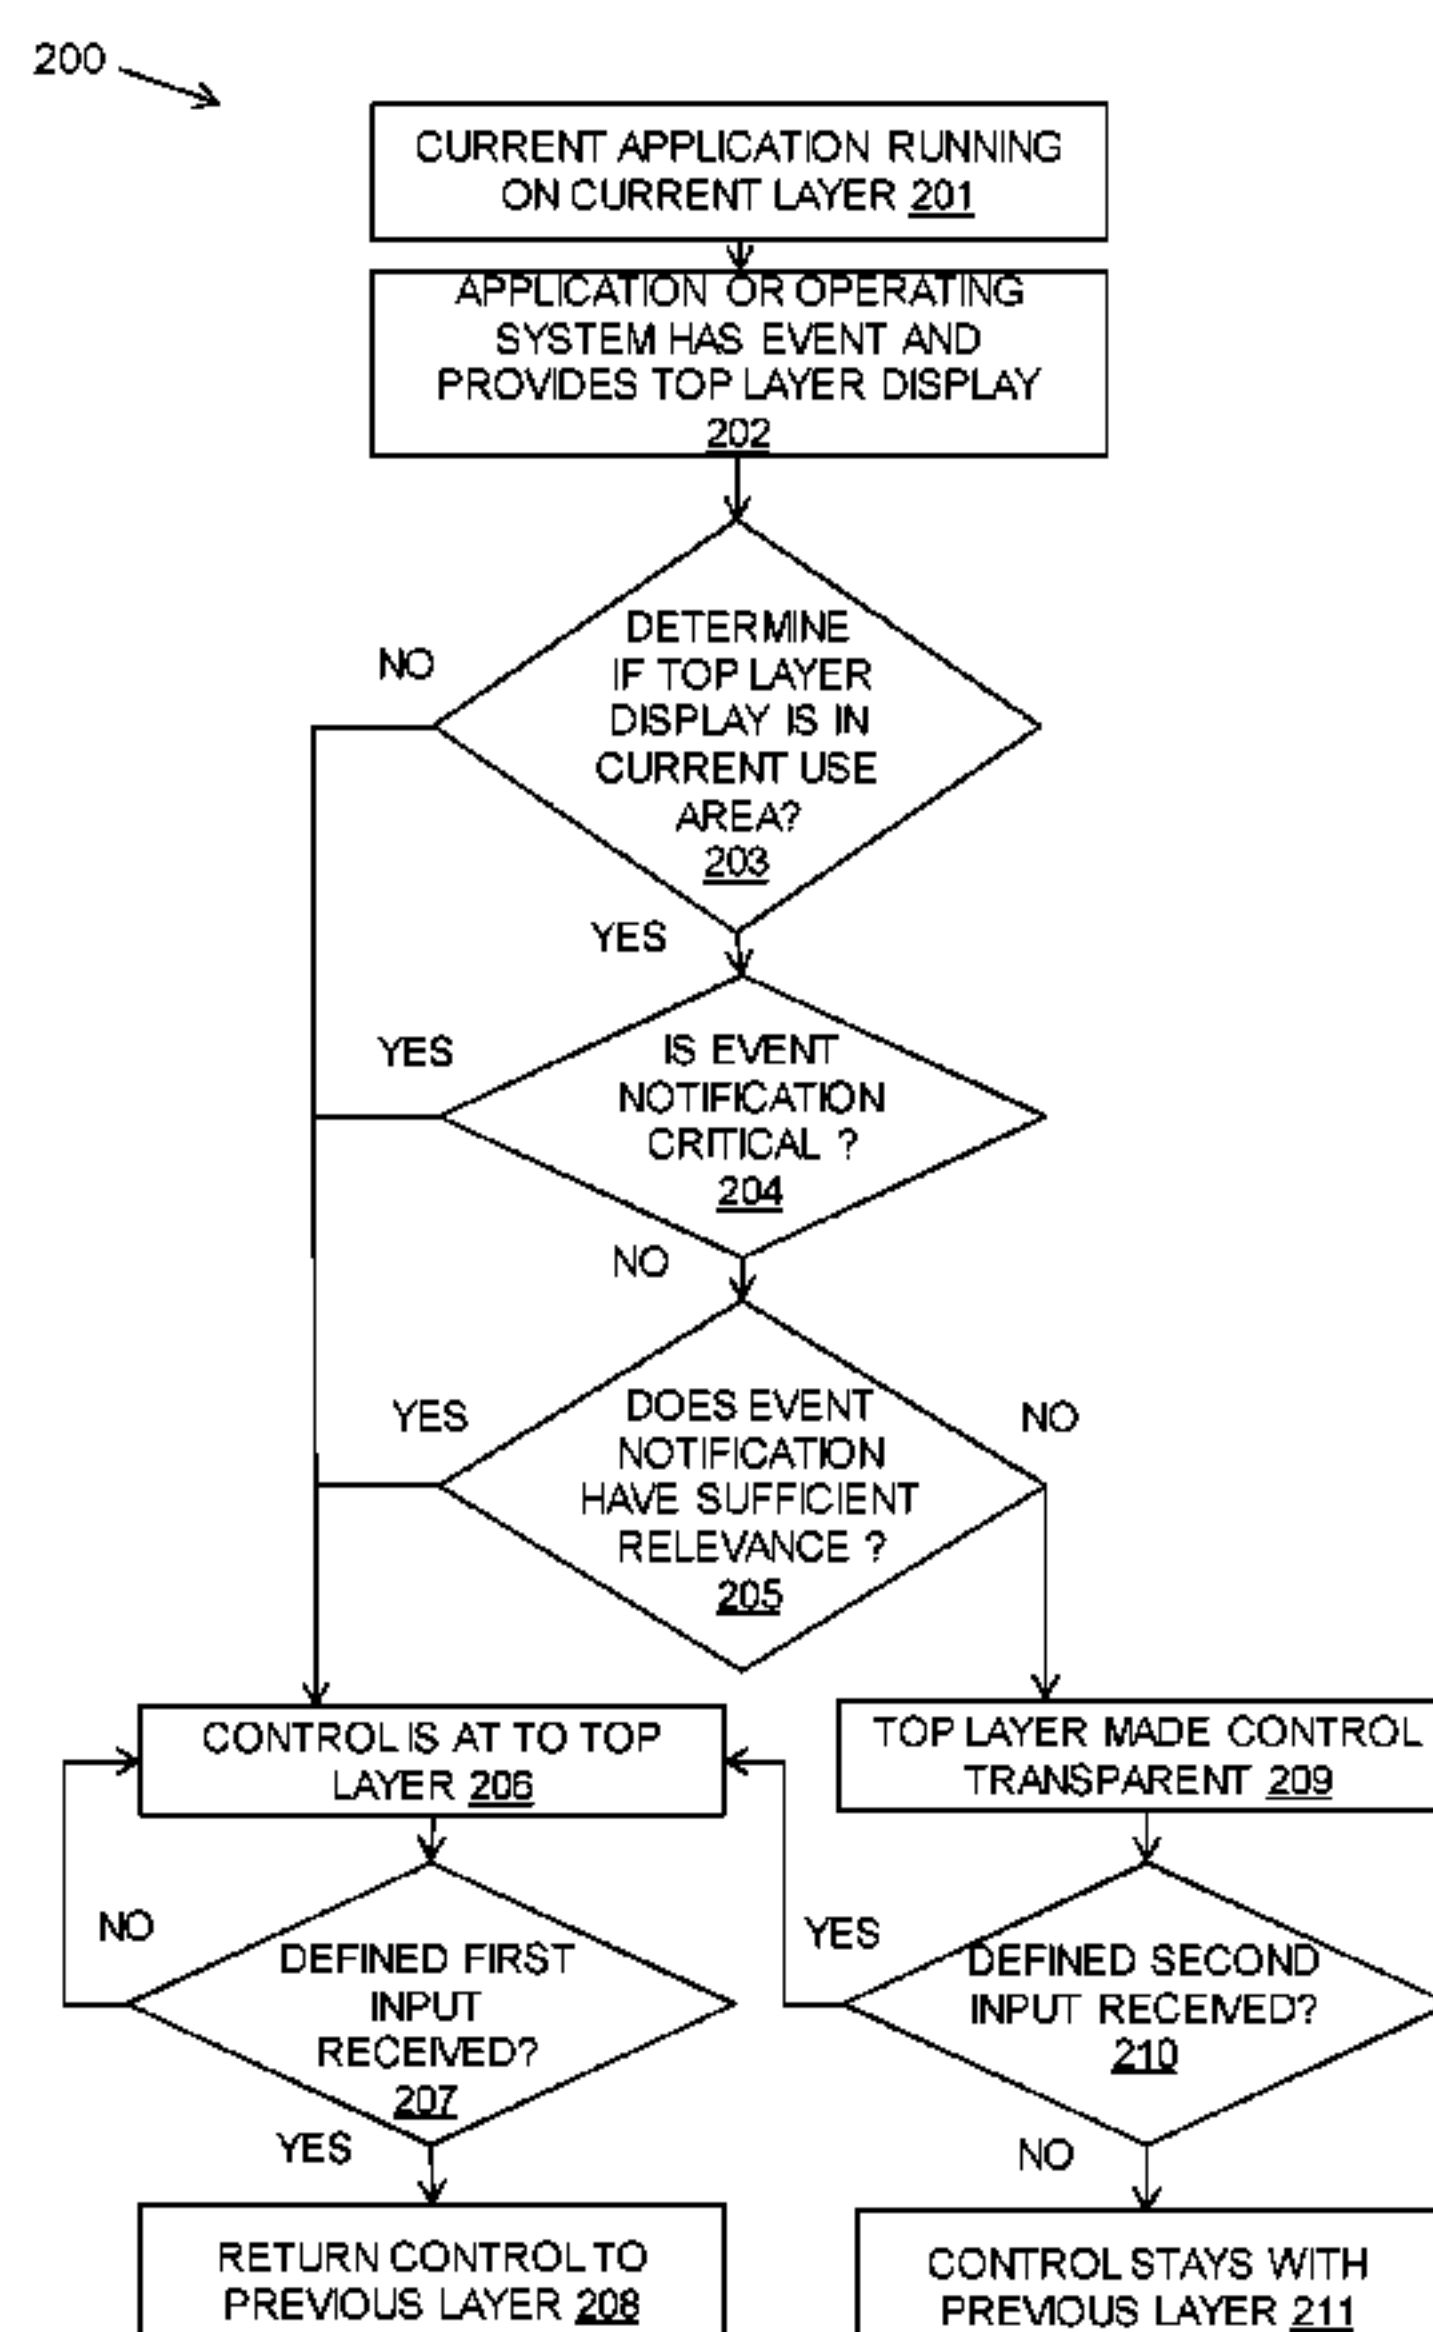 200
CURRENT APPLICATION RUNNING
ON CURRENT LAYER 201
APPLICATION OR OPERATING
SYSTEM HAS EVENT AND
PROVIDES TOP LAYER DISPLAY
202
DETERMINE
IF TOP LAYER
DISPLAY IS IN
CURRENT USE
AREA?
203
NO
YES
IS EVENT
NOTIFICATION
CRITICAL ?
204
YES
NO
DOES EVENT
NOTIFICATION
HAVE SUFFICIENT
RELEVANCE ?
205
YES
NO
CONTROL IS AT TO TOP
LAYER 206
TOP LAYER MADE CONTROL
TRANSPARENT 209
NO
DEFINED FIRST
INPUT
RECEIVED?
207
YES
YES
DEFINED SECOND
INPUT RECEIVED?
210
NO
RETURN CONTROL TO
PREVIOUS LAYER 208
CONTROL STAYS WITH
PREVIOUS LAYER 211